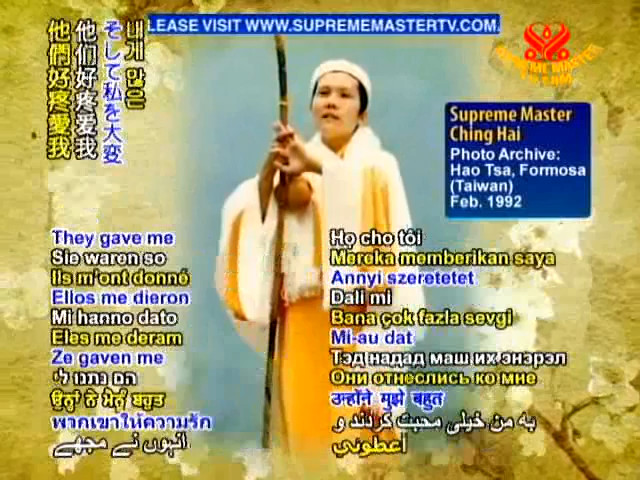 PLEASE VISIT WWW.SUPREMEMASTERTV.COM
SUPREME MASTER
내게 많은
そして私を大変
他们好疼爱我
他們好疼愛我
Supreme Master
Ching Hai
Photo Archive:
Hao Tsa, Formosa
(Taiwan)
Feb. 1992
They gave me
Sie waren so
Ils m'ont donné
Ellos me dieron
Mi hanno dato
Eles me deram
Ze gaven me
הם נתנו לי
ਉਨ੍ਹਾਂ ਨੇ ਮੈਨੂੰ ਬਹੁਤ
พวกเขาให้ความรัก
انہوں نے مجھے
Họ cho tôi
Mereka memberikan saya
Annyi szeretetet
Dali mi
Bana çok fazla sevgi
Mi-au dat
Тэд надад маш их энэрэл
Они отнеслись ко мне
उन्होंने मुझे बहुत
به من خیلی محبت کردند و
أعطوني